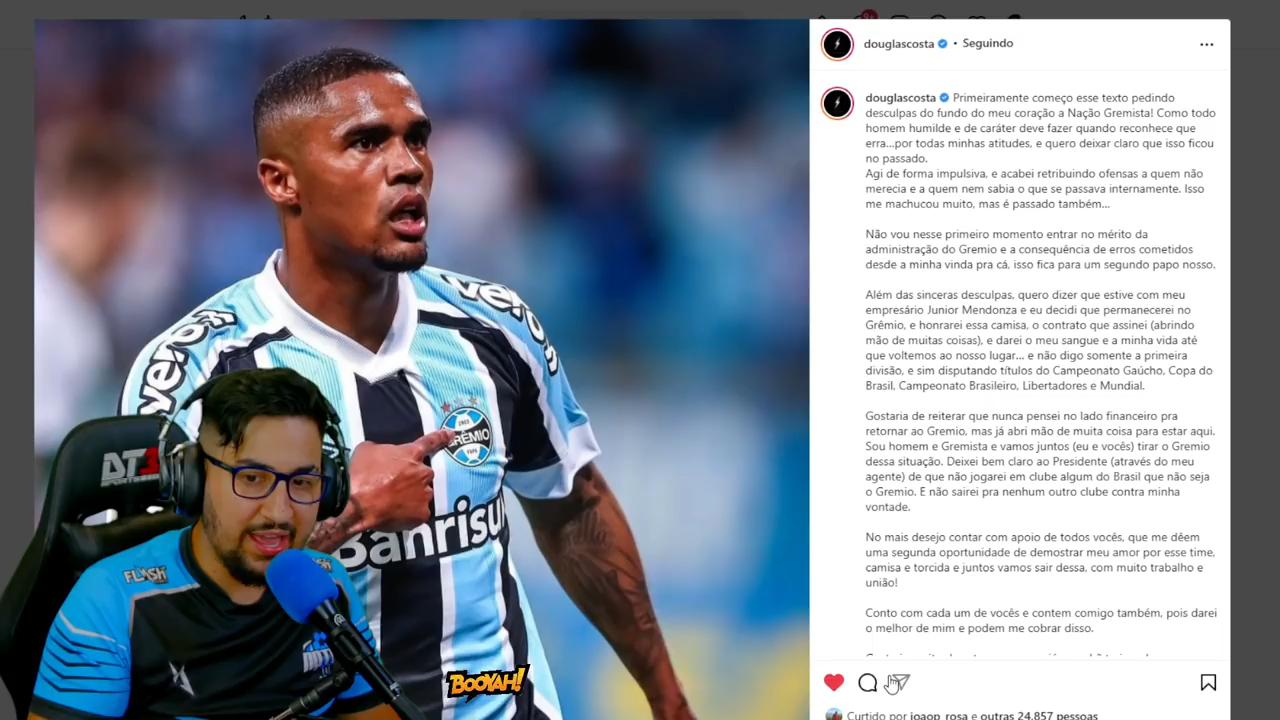 douglascosta • Seguindo
douglascosta Primeiramente começo esse texto pedindo
desculpas do fundo do meu coração a Nação Gremista! Como todo
homem humilde e de caráter deve fazer quando reconhece que
erra...por todas minhas atitudes, e quero deixar claro que isso ficou
no passado.
Agi de forma impulsiva, e acabei retribuindo ofensas a quem não
merecia e a quem nem sabia o que se passava internamente. Isso
me machucou muito, mas é passado também...
Não vou nesse primeiro momento entrar no mérito da
administração do Gremio e a consequência de erros cometidos
desde a minha vinda pra cá, isso fica para um segundo papo nosso.
Além das sinceras desculpas, quero dizer que estive com meu
empresário Junior Mendonza e eu decidi que permanecerei no
Grêmio, e honrarei essa camisa, o contrato que assinei (abrindo
mão de muitas coisas), e darei o meu sangue e a minha vida até
que voltemos ao nosso lugar... e não digo somente a primeira
divisão, e sim disputando títulos do Campeonato Gaúcho, Copa do
Brasil, Campeonato Brasileiro, Libertadores e Mundial.
Gostaria de reiterar que nunca pensei no lado financeiro pra
retornar ao Gremio, mas já abri mão de muita coisa para estar aqui.
Sou homem e Gremista e vamos juntos (eu e vocês) tirar o Gremio
dessa situação. Deixei bem claro ao Presidente (através do meu
agente) de que não jogarei em clube algum do Brasil que não seja
o Gremio. E não sairei pra nenhum outro clube contra minha
vontade.
No mais desejo contar com apoio de todos vocês, que me dêem
uma segunda oportunidade de demostrar meu amor por esse time,
camisa e torcida e juntos vamos sair dessa, com muito trabalho e
união!
Conto com cada um de vocês e contem comigo também, pois darei
o melhor de mim e podem me cobrar disso.
Curtido por joaop_rosa e outras 24.857 pessoas
vero
vero
1903
GRÊMIO
FBPA
Banrisul
DT3
FLASH
BOOYAH!